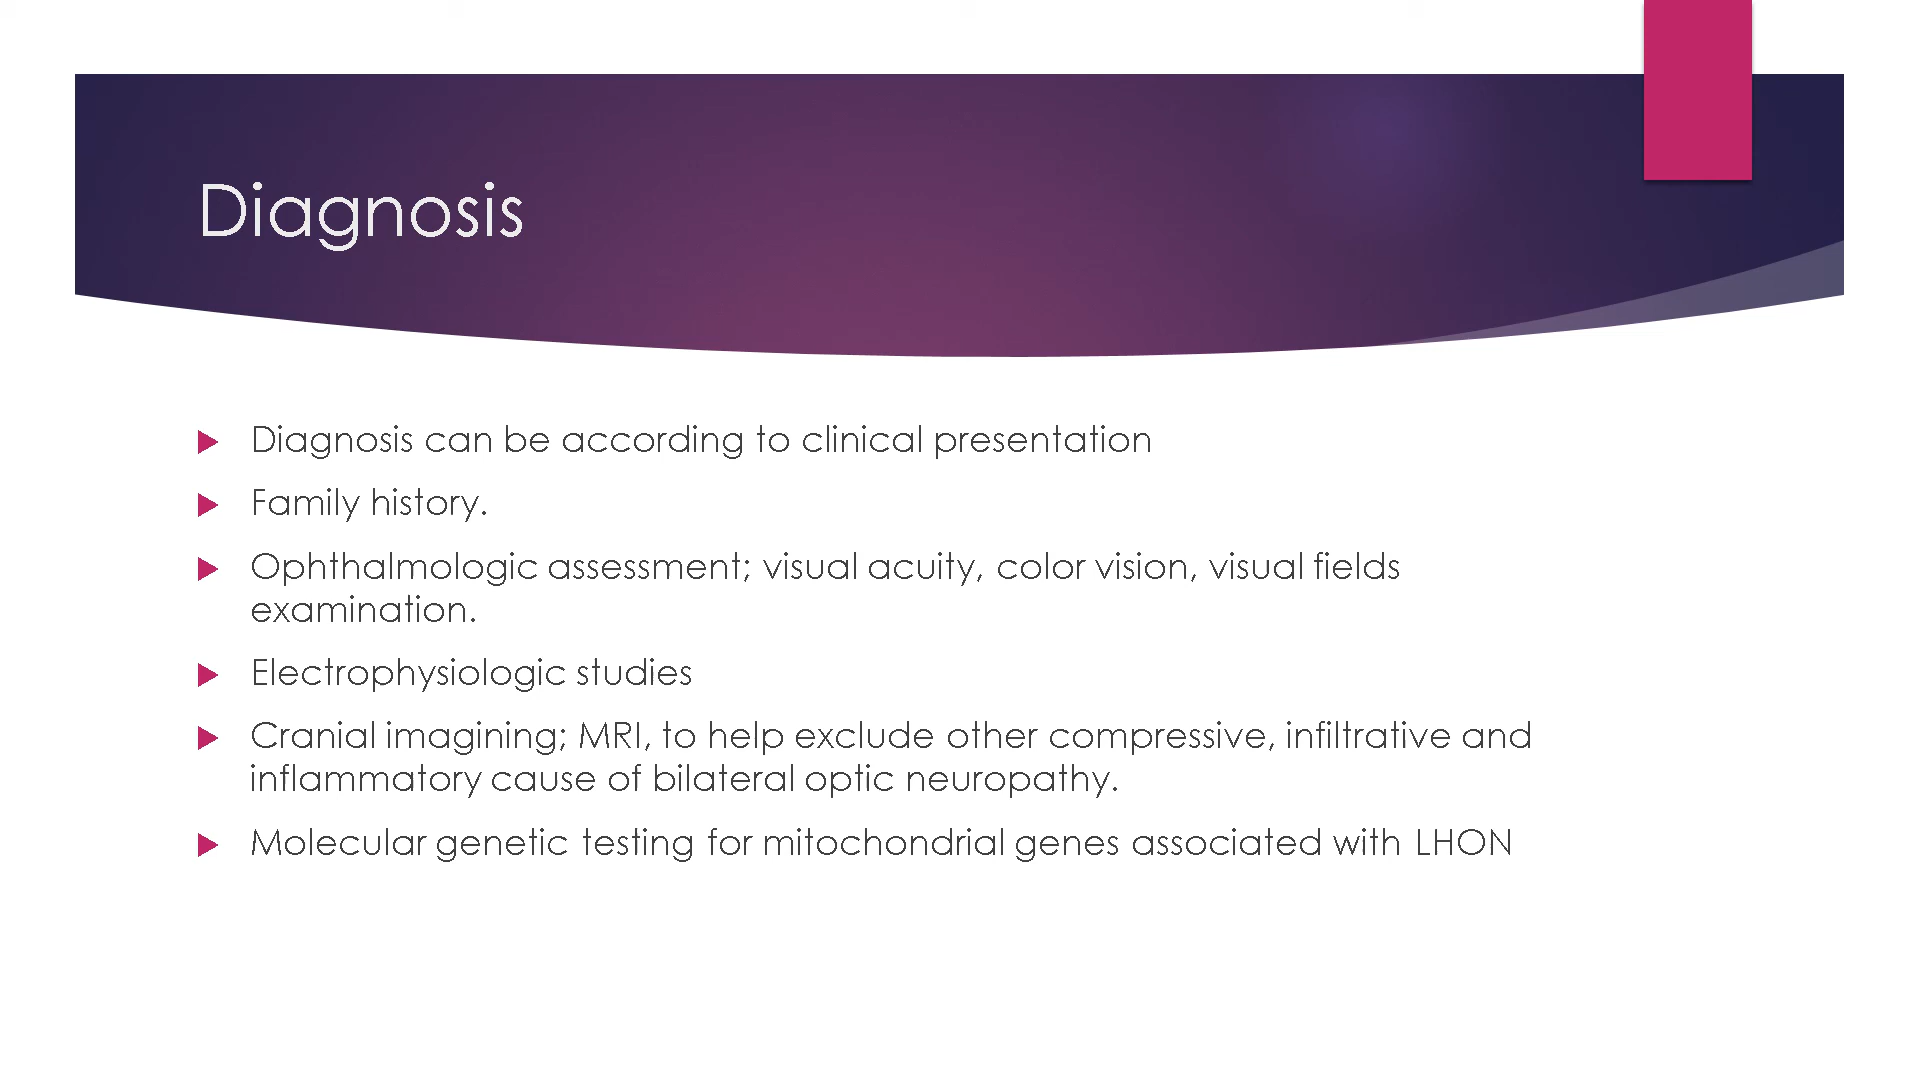 Diagnosis
Diagnosis can be according to clinical presentation
Family history.
Ophthalmologic assessment; visual acuity, color vision, visual fields
examination.
Electrophysiologic studies
Cranial imagining; MRI, to help exclude other compressive, infiltrative and
inflammatory cause of bilateral optic neuropathy.
Molecular genetic testing for mitochondrial genes associated with LHON